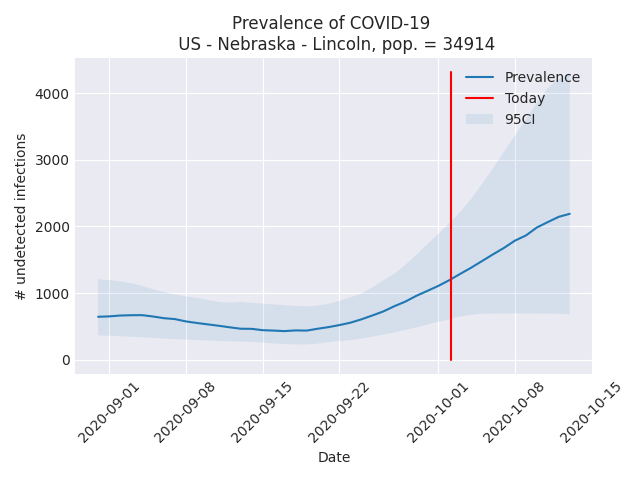 Prevalence of COVID-19
US - Nebraska - Lincoln, pop. = 34914
Prevalence
Today
95CI
# undetected infections
4000
3000
2000
1000
0
2020-09-01
2020-09-08
2020-09-15
2020-09-22
2020-10-01
2020-10-08
2020-10-15
Date